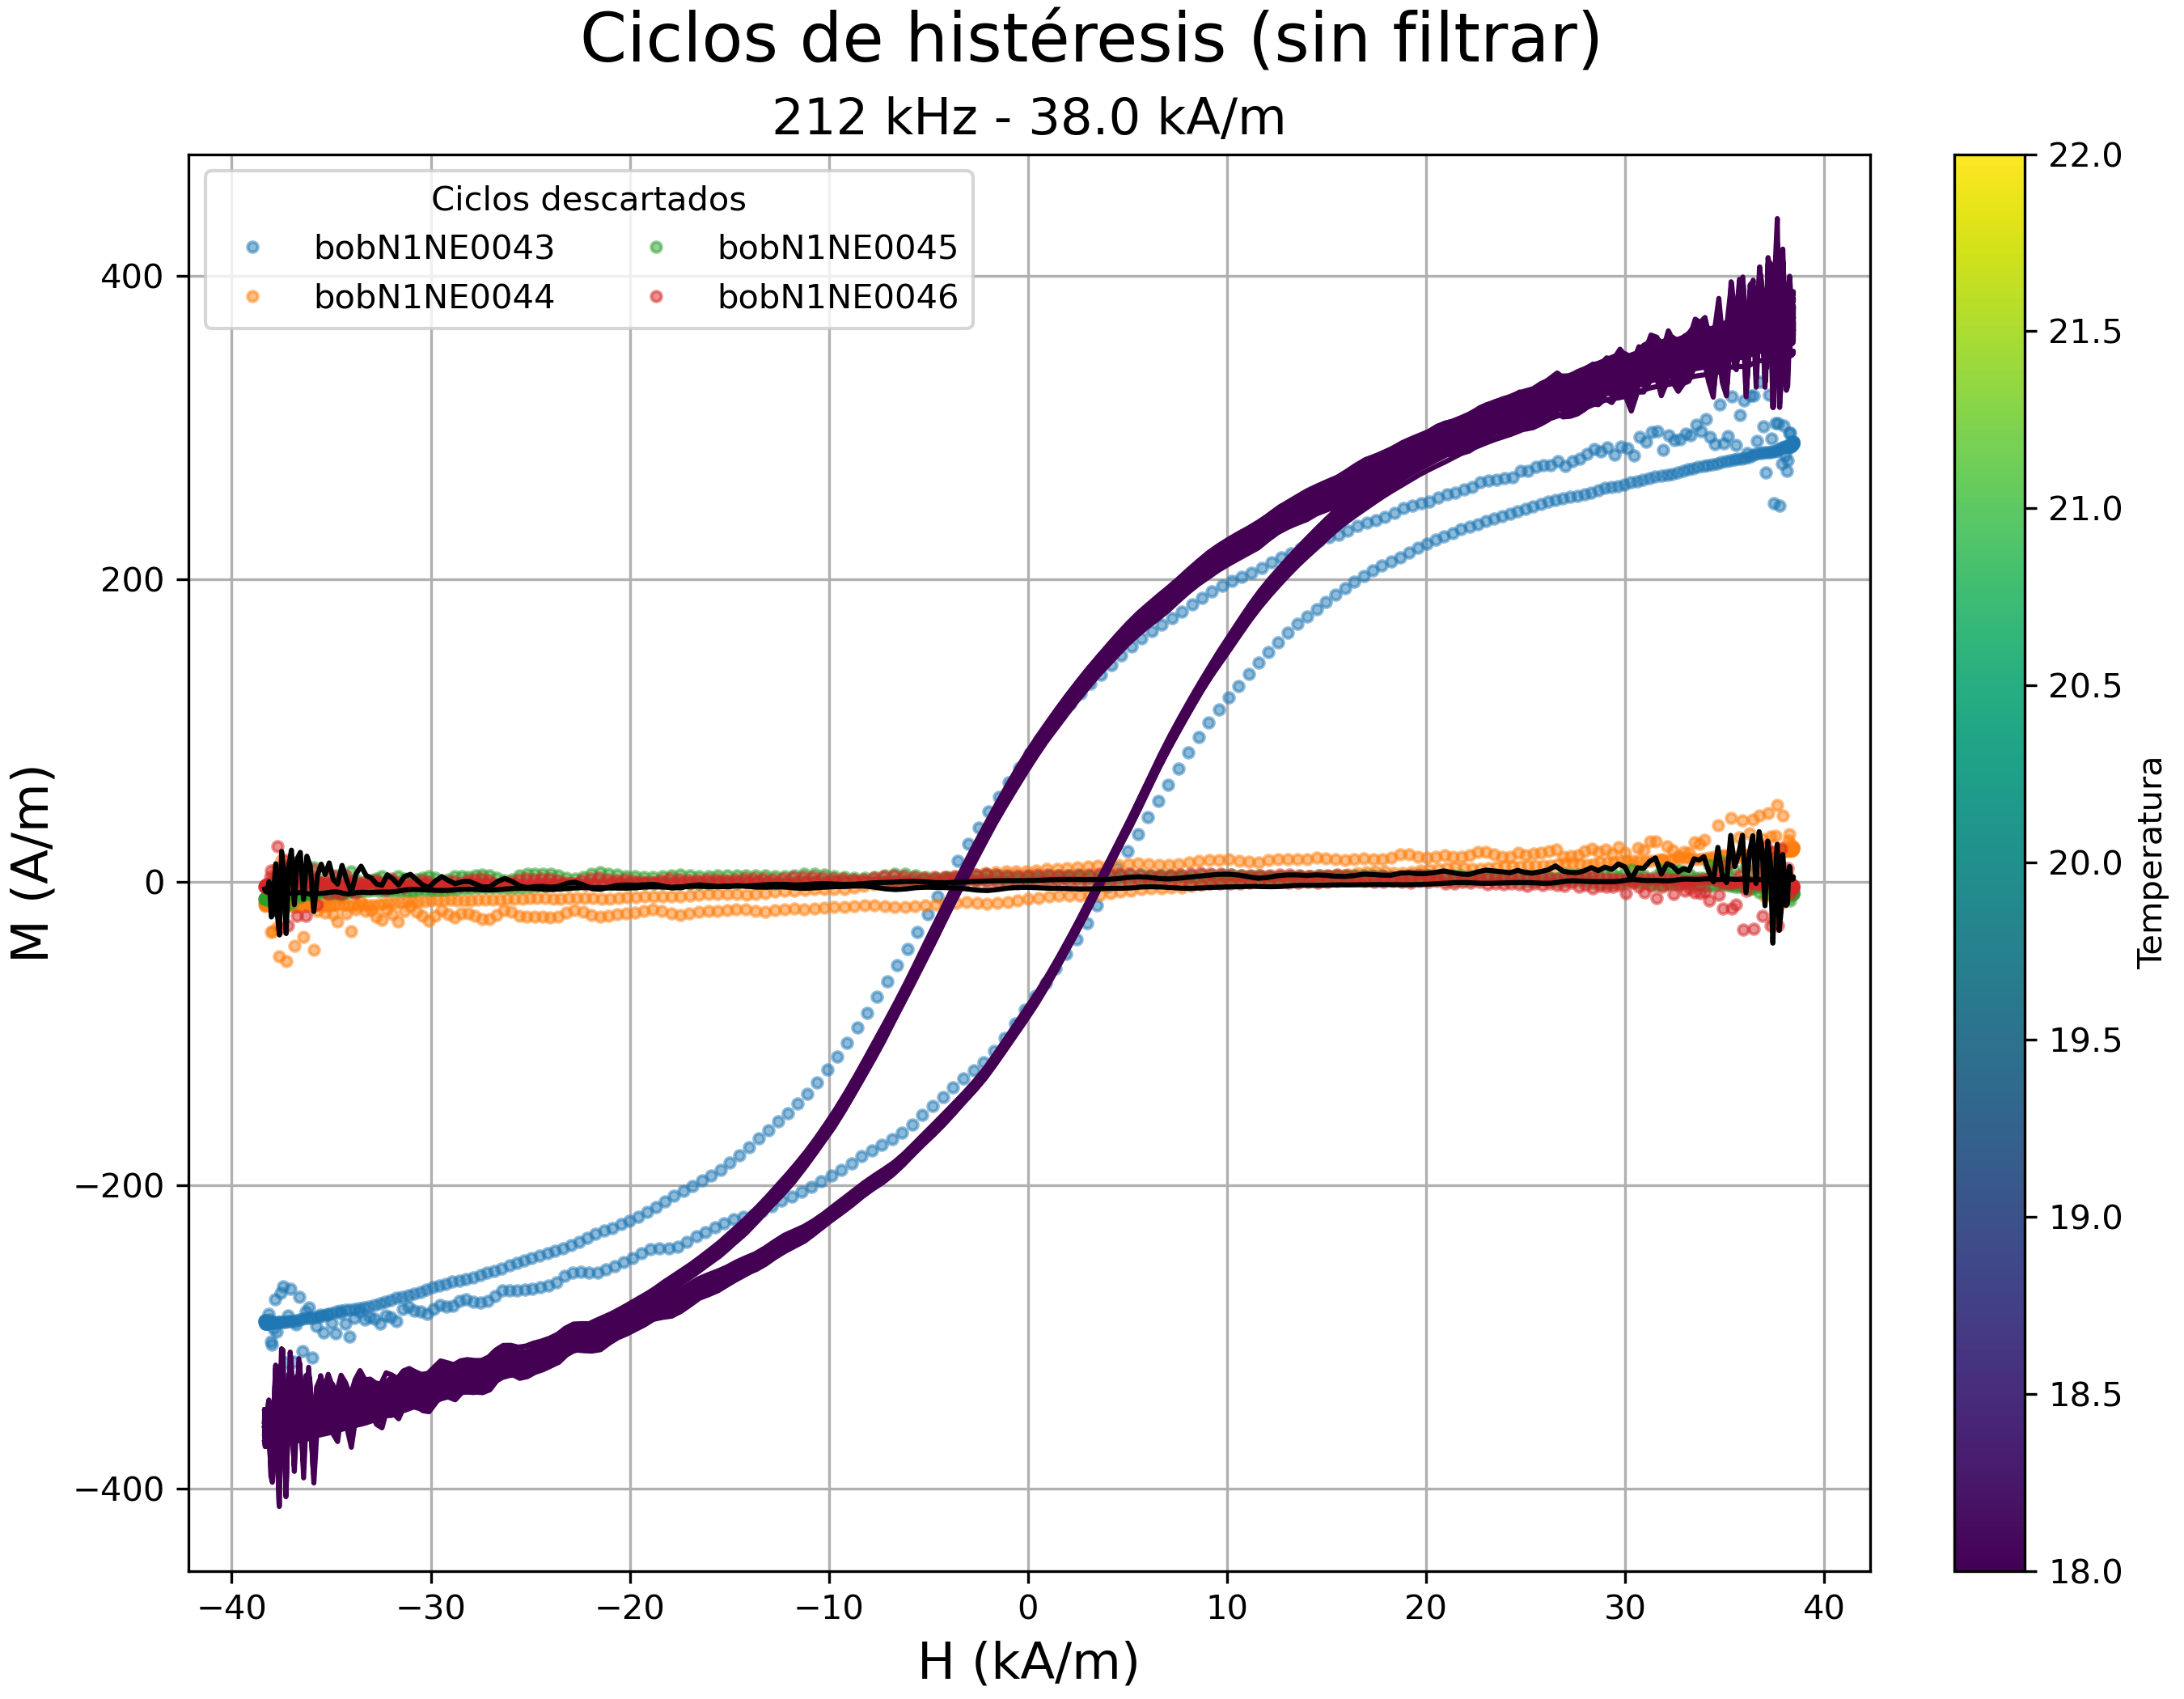 Ciclos de histéresis (sin filtrar)
212 kHz - 38.0 kA/m
Ciclos descartados
bobN1NE0043 bobN1NE0045
bobN1NE0044 bobN1NE0046
M (A/m)
400
200
0
−200
−400
−40 −30 −20 −10 0 10 20 30 40
H (kA/m)
22.0
21.5
21.0
20.5
20.0
19.5
19.0
18.5
18.0
Temperatura